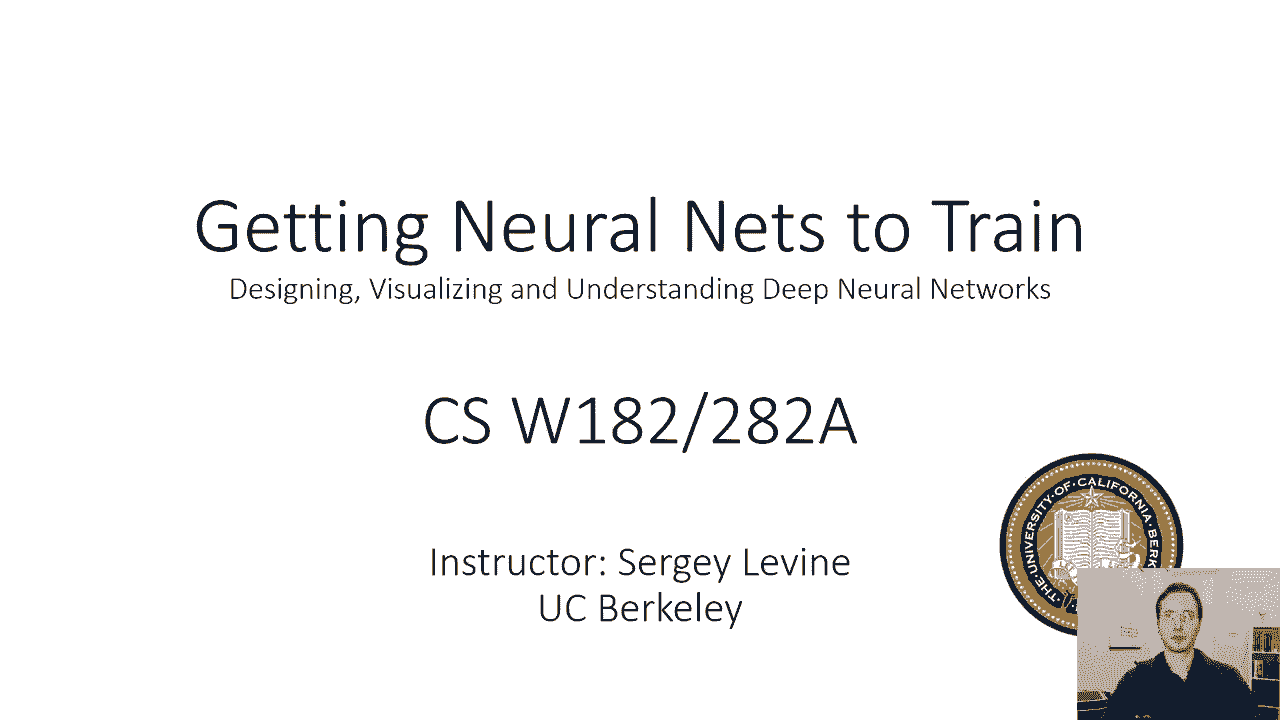 Getting Neural Nets to Train
Designing, Visualizing and Understanding Deep Neural Networks
CS W182/282A
Instructor: Sergey Levine
UC Berkeley
THE·UNIVERSITY·OF·CALIFORNIA·BERK